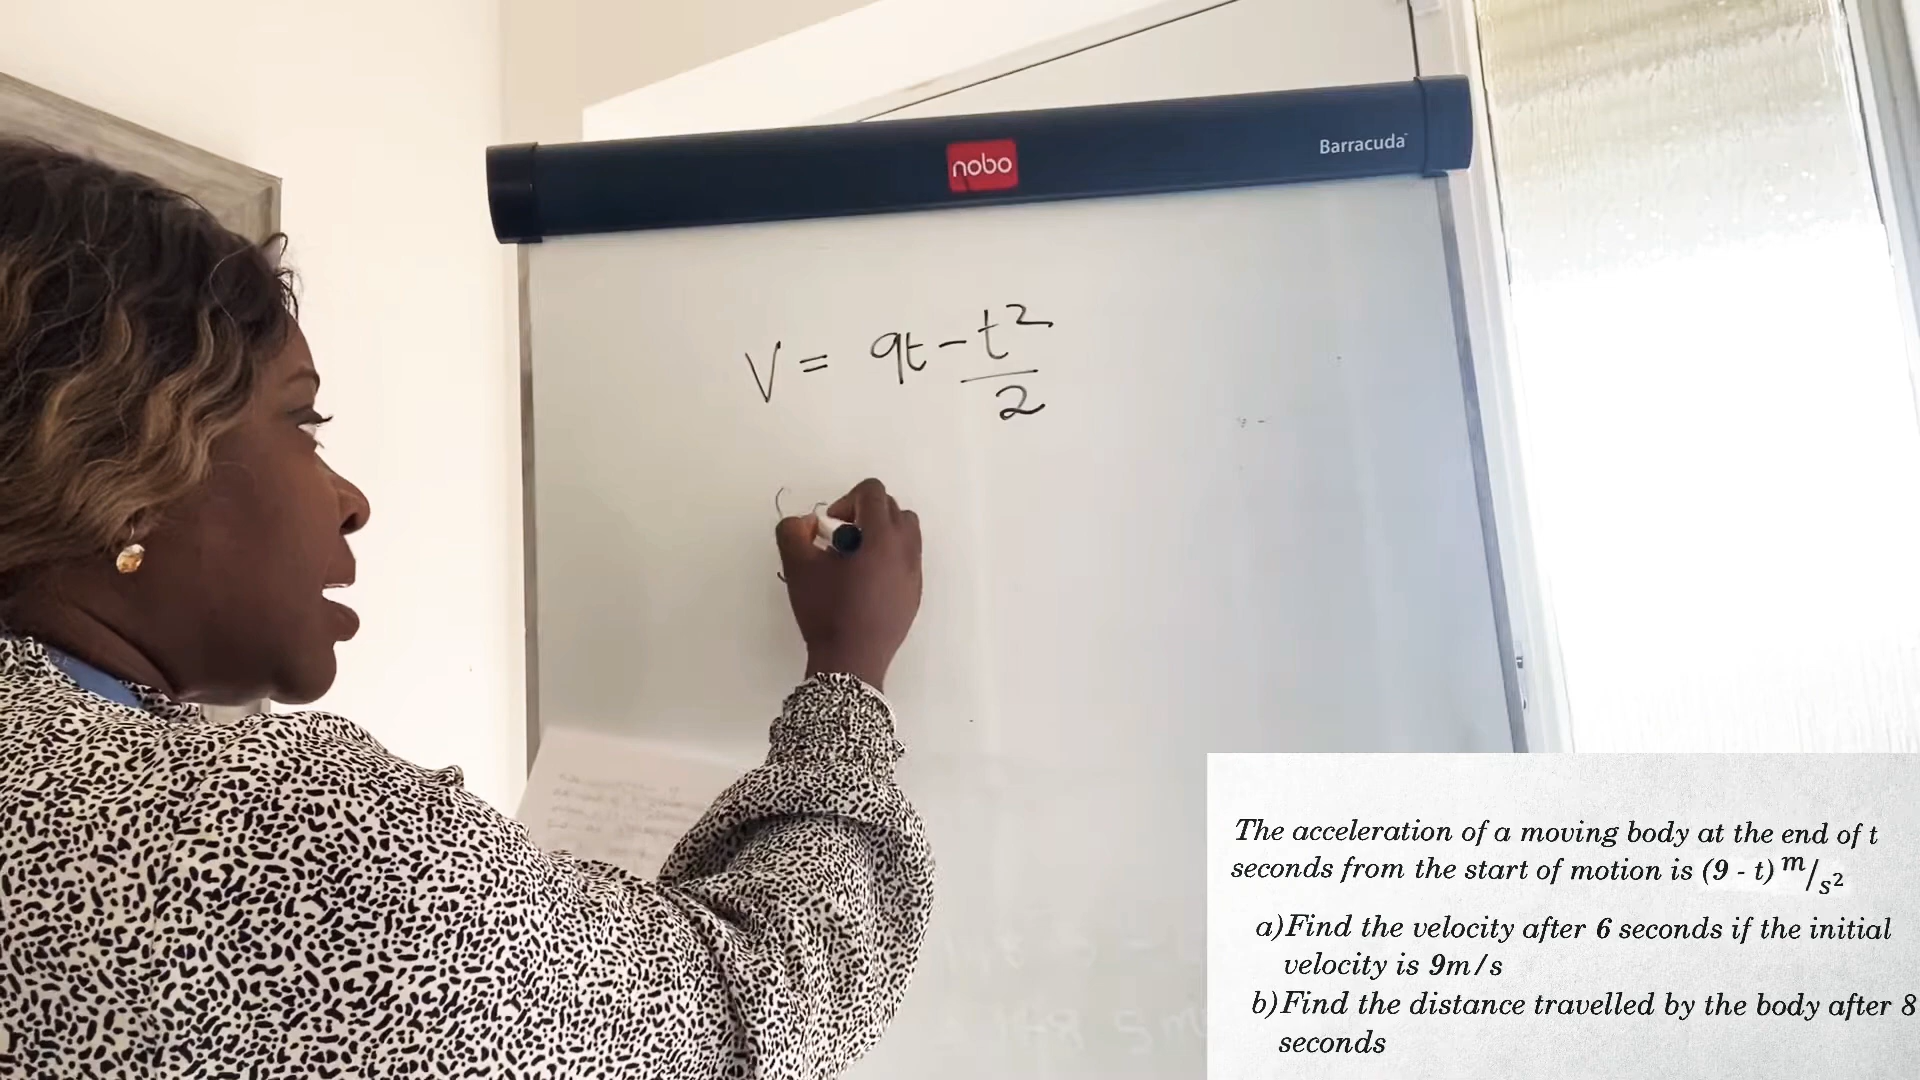 nobo
Barracuda
V = 9t - t²/2
The acceleration of a moving body at the end of t
seconds from the start of motion is (9 - t) m/s²
a) Find the velocity after 6 seconds if the initial
velocity is 9m/s
b) Find the distance travelled by the body after 8
seconds